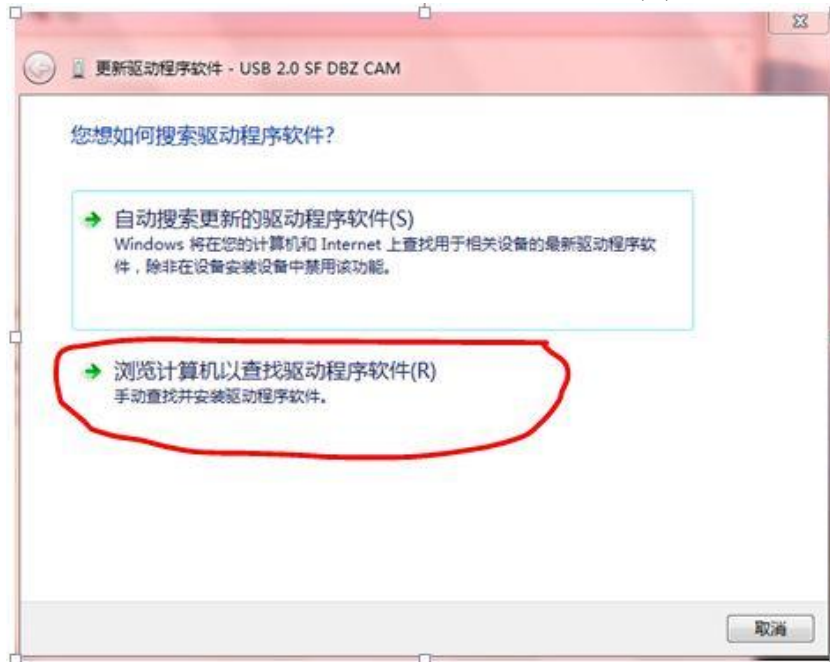 更新驱动程序软件 - USB 2.0 SF DBZ CAM
您想如何搜索驱动程序软件?
自动搜索更新的驱动程序软件(S)
Windows 将在您的计算机和 Internet 上查找用于相关设备的最新驱动程序软
件，除非在设备安装设置中禁用该功能。
浏览计算机以查找驱动程序软件(R)
手动查找并安装驱动程序软件。
取消